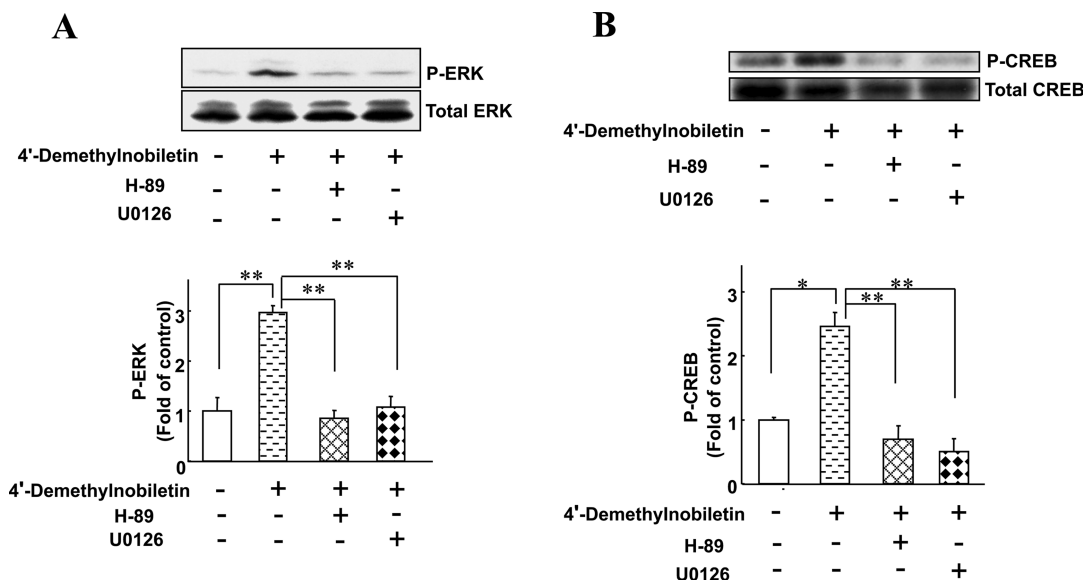 A
P-ERK
Total ERK
4'-Demethylnobiletin - + + +
H-89 - - + -
U0126 - - - +
** ** **
P-ERK
(Fold of control)
3
2
1
0
4'-Demethylnobiletin - + + +
H-89 - - + -
U0126 - - - +
B
P-CREB
Total CREB
4'-Demethylnobiletin - + + +
H-89 - - + -
U0126 - - - +
* ** **
P-CREB
(Fold of control)
3
2
1
0
4'-Demethylnobiletin - + + +
H-89 - - + -
U0126 - - - +